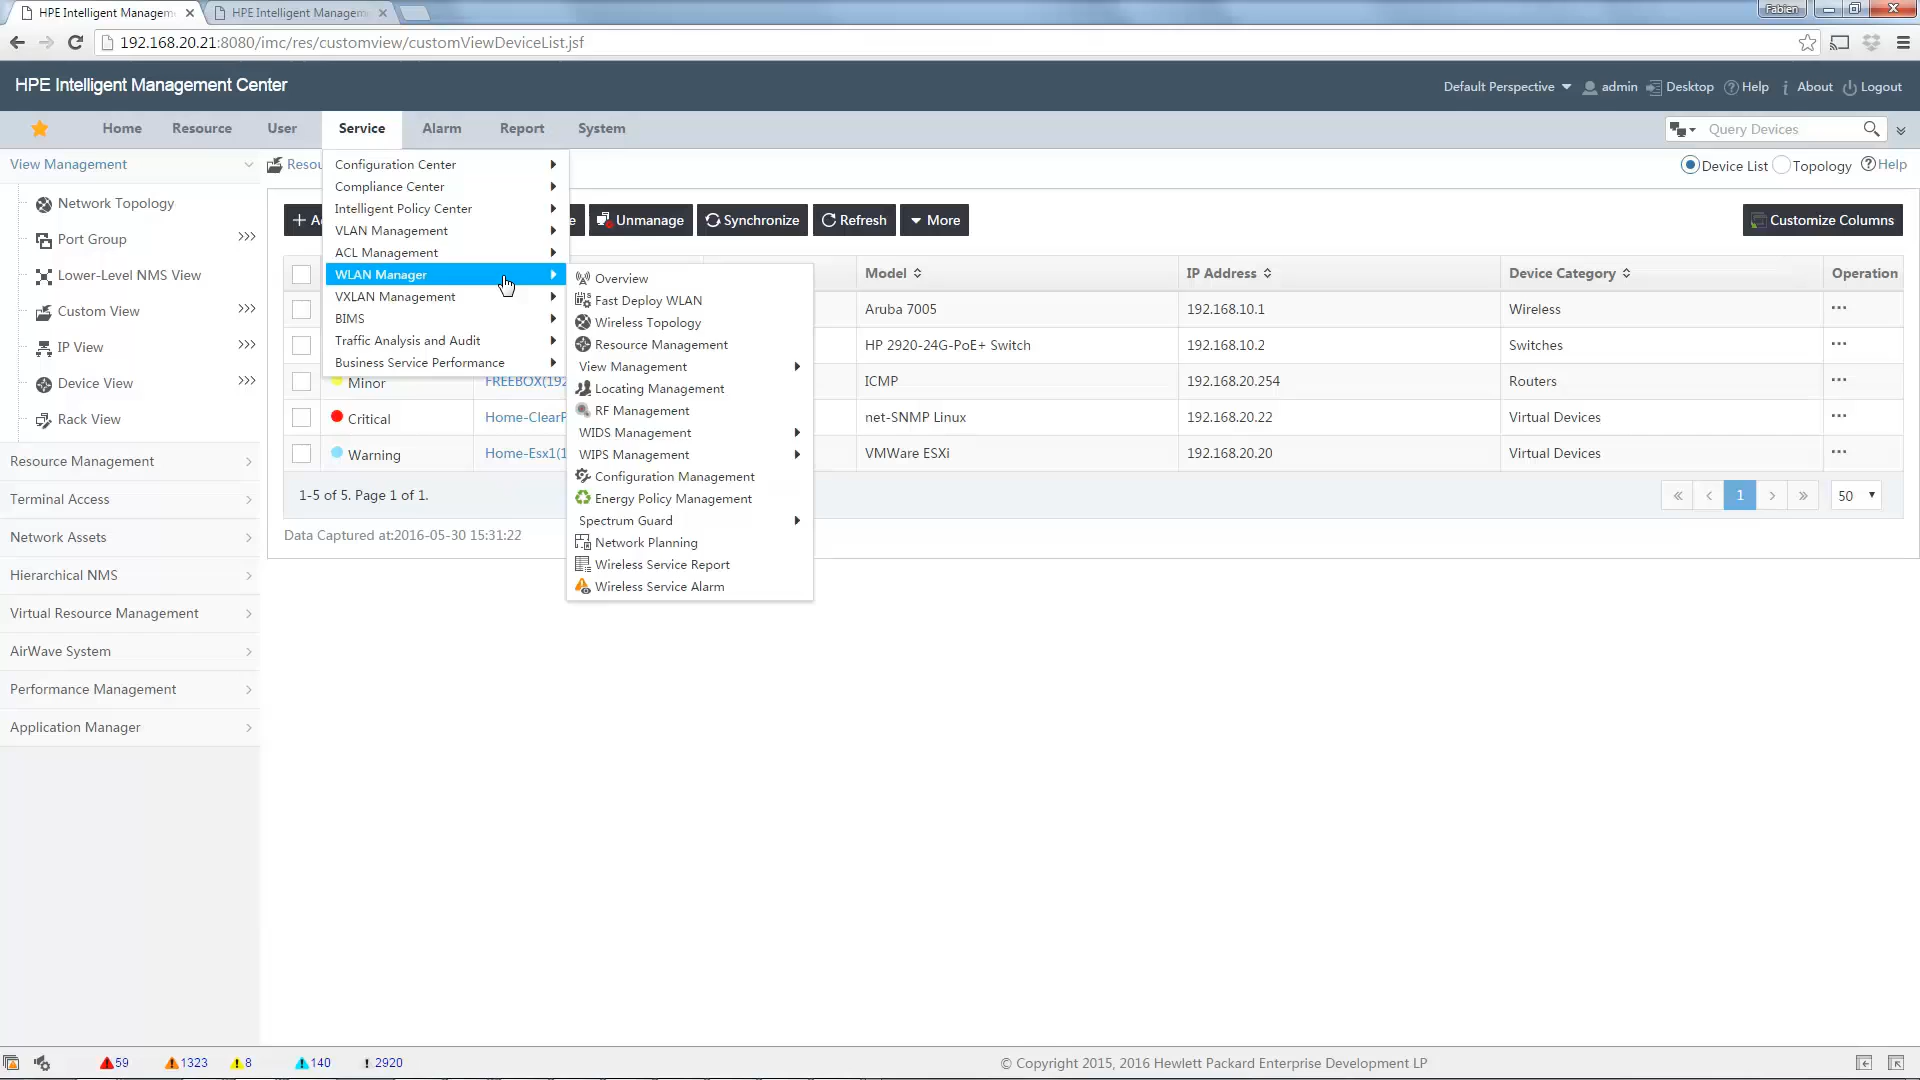 HPE Intelligent Managem
HPE Intelligent Managem
Fabien
192.168.20.21:8080/imc/res/customview/customViewDeviceList.jsf
HPE Intelligent Management Center
Default Perspective
admin
Desktop
Help
About
Logout
Home
Resource
User
Service
Alarm
Report
System
Query Devices
View Management
Resou
Device List
Topology
Help
Network Topology
Port Group
Lower-Level NMS View
Custom View
IP View
Device View
Rack View
Resource Management
Terminal Access
Network Assets
Hierarchical NMS
Virtual Resource Management
AirWave System
Performance Management
Application Manager
Configuration Center
Compliance Center
Intelligent Policy Center
VLAN Management
ACL Management
WLAN Manager
VXLAN Management
BIMS
Traffic Analysis and Audit
Business Service Performance
Overview
Fast Deploy WLAN
Wireless Topology
Resource Management
View Management
Locating Management
RF Management
WIDS Management
WIPS Management
Configuration Management
Energy Policy Management
Spectrum Guard
Network Planning
Wireless Service Report
Wireless Service Alarm
A
e
Unmanage
Synchronize
Refresh
More
Customize Columns
Model
IP Address
Device Category
Operation
Aruba 7005
192.168.10.1
Wireless
...
HP 2920-24G-PoE+ Switch
192.168.10.2
Switches
...
Minor
FREEBOX(192
ICMP
192.168.20.254
Routers
...
Critical
Home-ClearP
net-SNMP Linux
192.168.20.22
Virtual Devices
...
Warning
Home-Esx1(1
VMWare ESXi
192.168.20.20
Virtual Devices
...
1-5 of 5. Page 1 of 1.
« ‹ 1 › »
50
Data Captured at:2016-05-30 15:31:22
59
1323
8
140
2920
© Copyright 2015, 2016 Hewlett Packard Enterprise Development LP